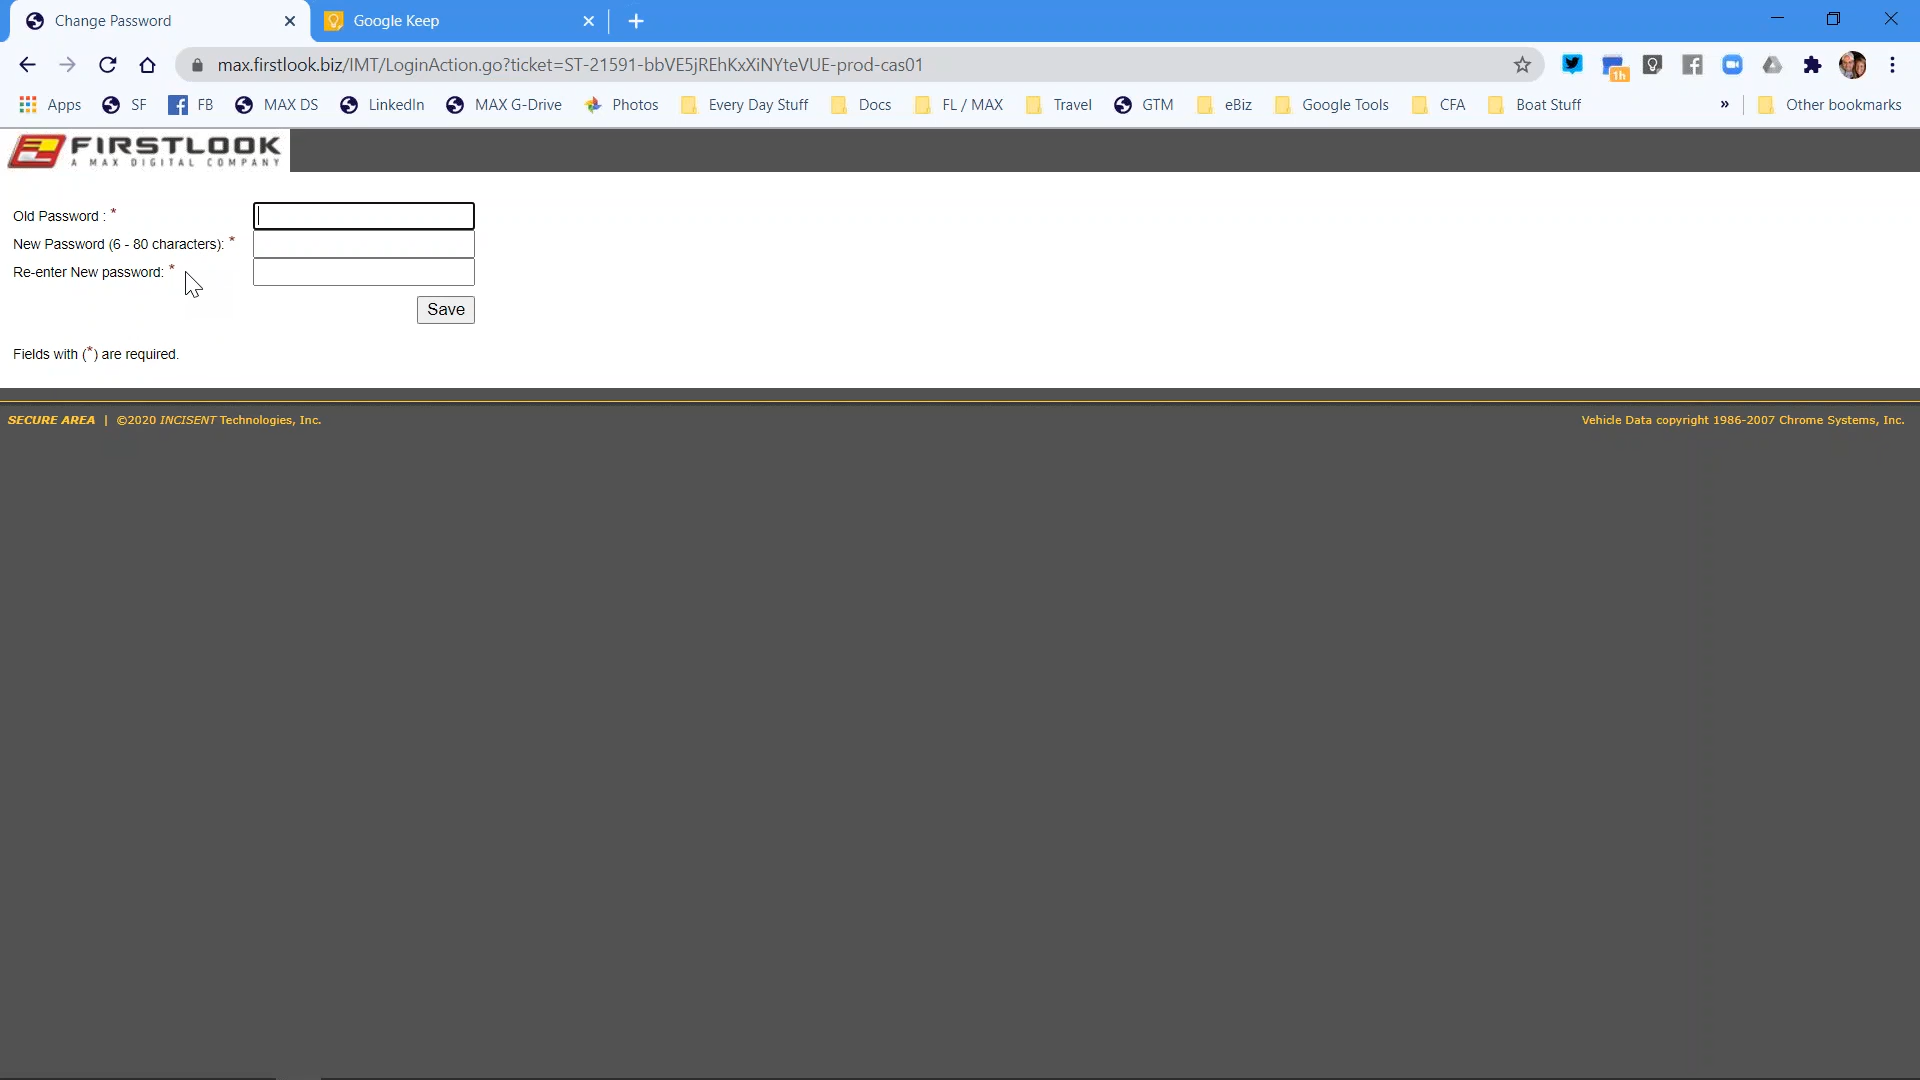 Change Password
Google Keep
max.firstlook.biz/IMT/LoginAction.go?ticket=ST-21591-bbVE5jREhKxXiNYteVUE-prod-cas01
1h
Apps SF FB MAX DS LinkedIn MAX G-Drive Photos Every Day Stuff Docs FL / MAX Travel GTM eBiz Google Tools CFA Boat Stuff » Other bookmarks
FIRSTLOOK
A MAX DIGITAL COMPANY
Old Password : *
New Password (6 - 80 characters): *
Re-enter New password: *
Save
Fields with (*) are required.
SECURE AREA | ©2020 INCISENT Technologies, Inc. Vehicle Data copyright 1986-2007 Chrome Systems, Inc.